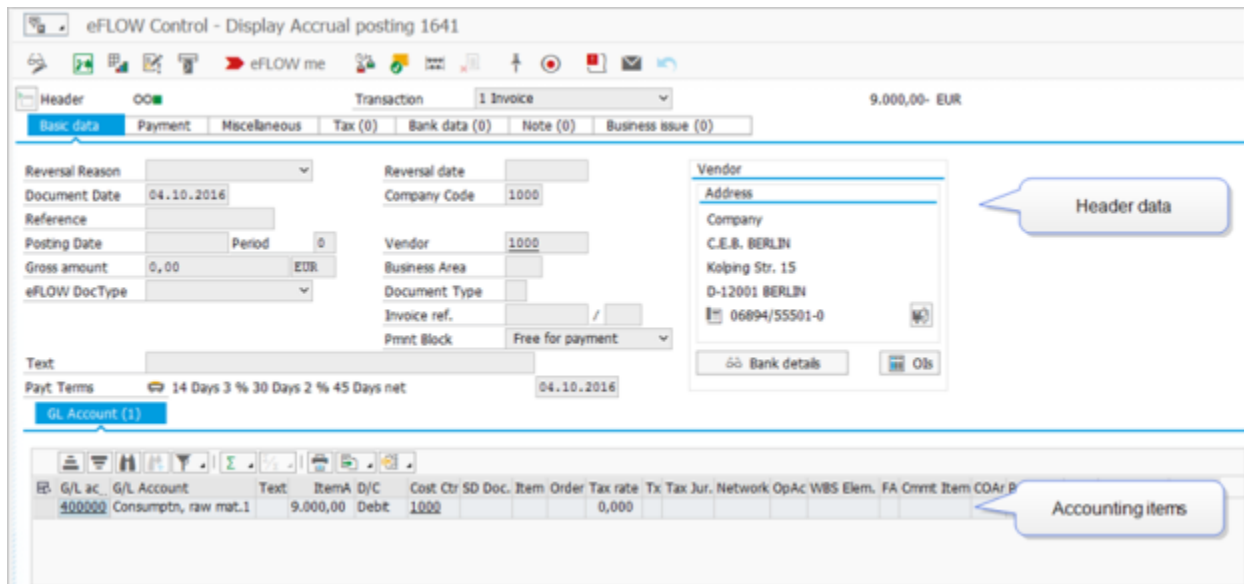 eFLOW Control - Display Accrual posting 1641
eFLOW me
Header Transaction 1 Invoice 9.000,00- EUR
Basic data Payment Miscellaneous Tax (0) Bank data (0) Note (0) Business issue (0)
Reversal Reason Reversal date Vendor
Document Date 04.10.2016 Company Code 1000 Address
Reference Company
Header data
Posting Date Period 0 Vendor 1000 C.E.B. BERLIN
Gross amount 0,00 EUR Business Area Kolping Str. 15
eFLOW DocType Document Type D-12001 BERLIN
Invoice ref. / 06894/55501-0
Pmnt Block Free for payment
Text Bank details OIs
Payt Terms 14 Days 3 % 30 Days 2 % 45 Days net 04.10.2016
GL Account (1)
G/L ac_ G/L Account Text ItemA D/C Cost Ctr SD Doc. Item Order Tax rate Tx Tax Jur. Network OpAc WBS Elem. FA Cmmt Item COAr
400000 Consumptn, raw mat.1 9.000,00 Debit 1000 0,000
Accounting items